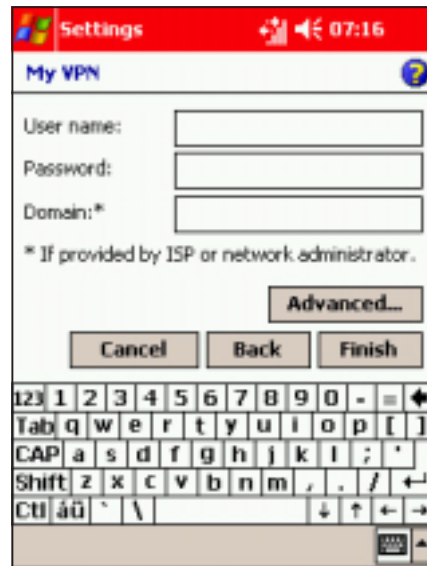 Settings 07:16
My VPN ?
User name:
Password:
Domain:*
* If provided by ISP or network administrator.
Advanced...
Cancel Back Finish
123 1 2 3 4 5 6 7 8 9 0 - = 
Tab q w e r t y u i o p [ ]
CAP a s d f g h j k l ; '
Shift z x c v b n m , . / ↵
Ctl áü ` \ ↓ ↑ ← →